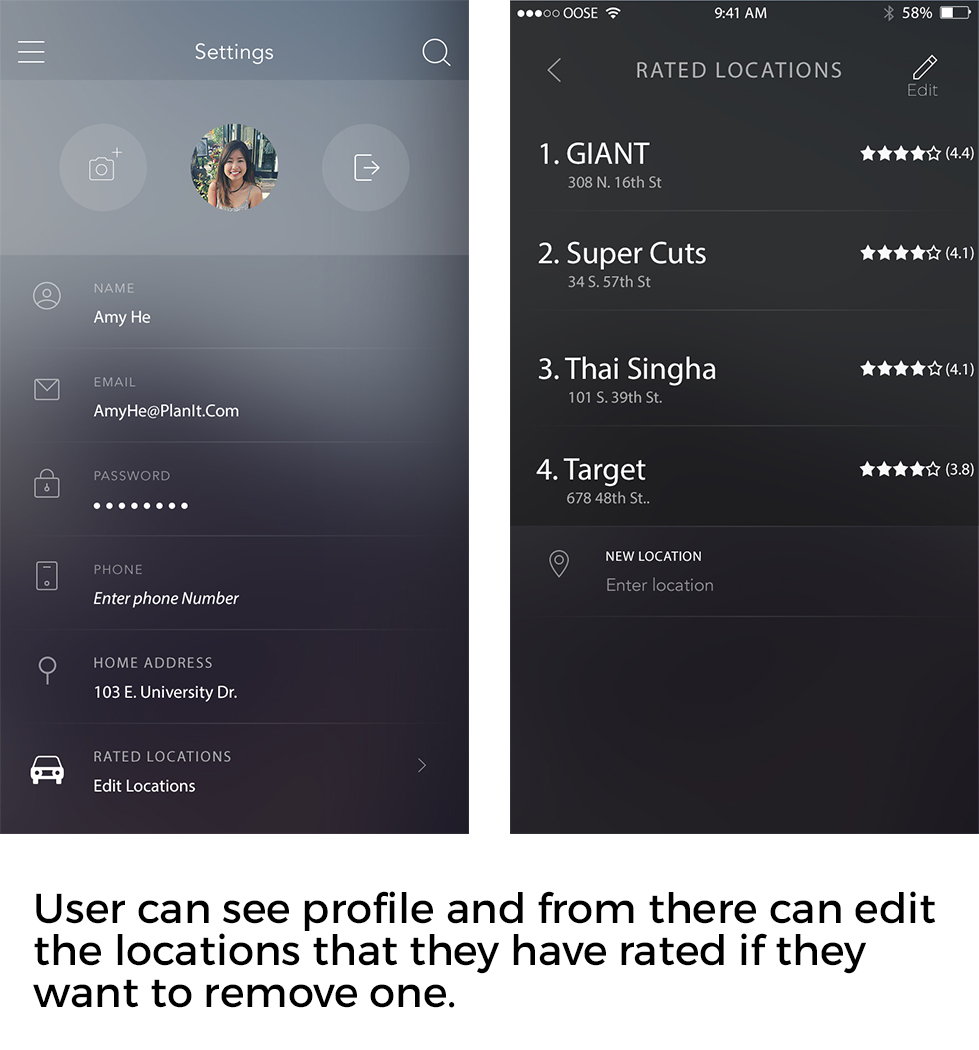 Settings
NAME
Amy He
EMAIL
AmyHe@PlanIt.Com
PASSWORD
PHONE
Enter phone Number
HOME ADDRESS
103 E. University Dr.
RATED LOCATIONS
Edit Locations
OOSE 9:41 AM 58%
RATED LOCATIONS
Edit
1. GIANT (4.4)
308 N. 16th St
2. Super Cuts (4.1)
34 S. 57th St
3. Thai Singha (4.1)
101 S. 39th St.
4. Target (3.8)
678 48th St..
NEW LOCATION
Enter location
User can see profile and from there can edit
the locations that they have rated if they
want to remove one.